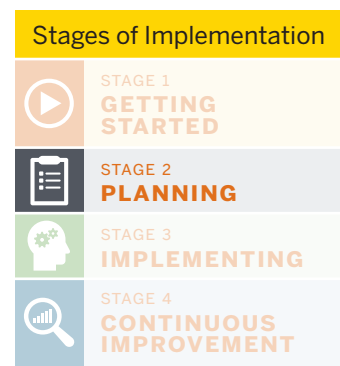 Stages of Implementation
STAGE 1
GETTING
STARTED
STAGE 2
PLANNING
STAGE 3
IMPLEMENTING
STAGE 4
CONTINUOUS
IMPROVEMENT